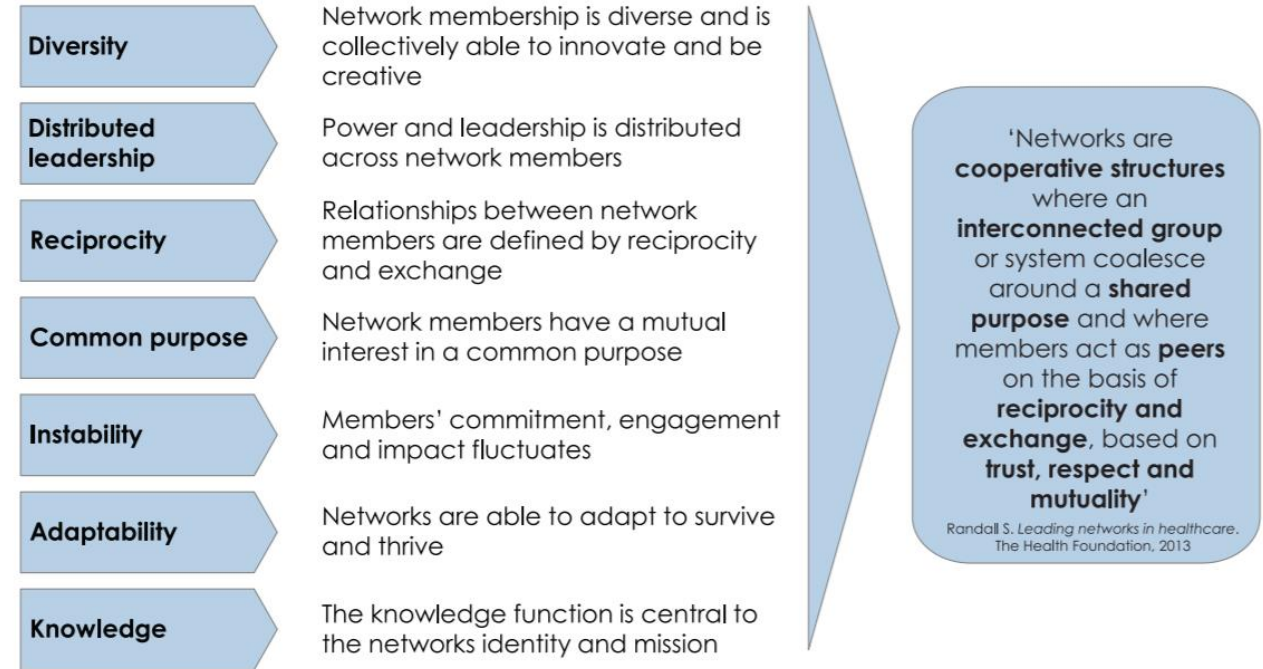 Diversity
Network membership is diverse and is
collectively able to innovate and be
creative
Distributed
leadership
Power and leadership is distributed
across network members
Reciprocity
Relationships between network
members are defined by reciprocity
and exchange
Common purpose
Network members have a mutual
interest in a common purpose
Instability
Members’ commitment, engagement
and impact fluctuates
Adaptability
Networks are able to adapt to survive
and thrive
Knowledge
The knowledge function is central to
the networks identity and mission
‘Networks are
cooperative structures
where an
interconnected group
or system coalesce
around a shared
purpose and where
members act as peers
on the basis of
reciprocity and
exchange, based on
trust, respect and
mutuality’
Randall S. Leading networks in healthcare.
The Health Foundation, 2013